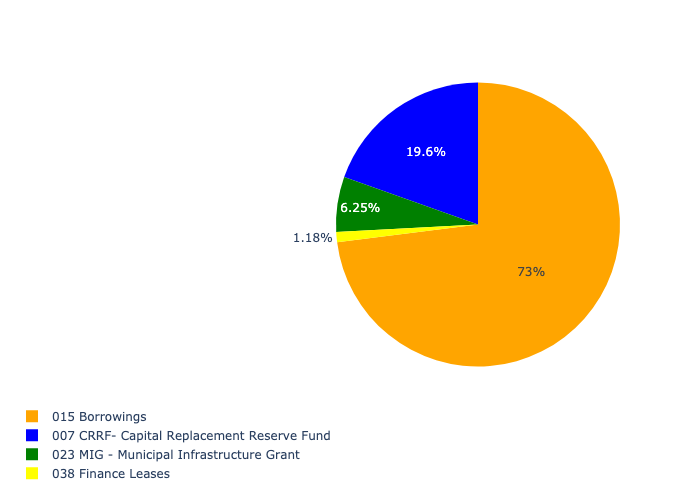 19.6%
6.25%
1.18%
73%
015 Borrowings
007 CRRF- Capital Replacement Reserve Fund
023 MIG - Municipal Infrastructure Grant
038 Finance Leases